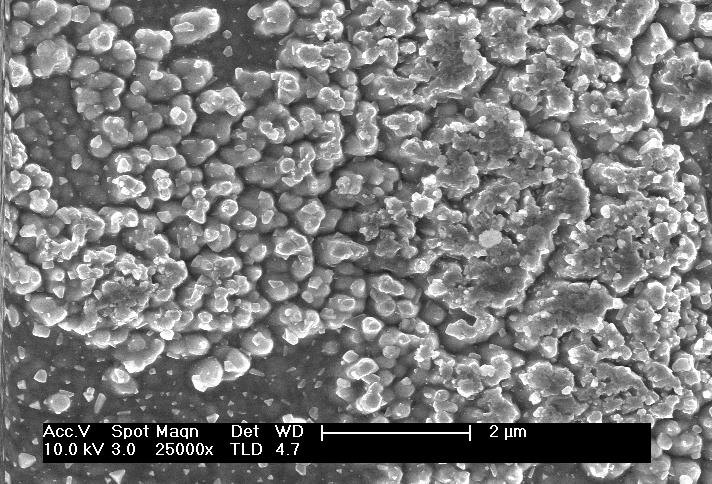 Acc.V Spot Magn Det WD 2 µm
10.0 kV 3.0 25000x TLD 4.7